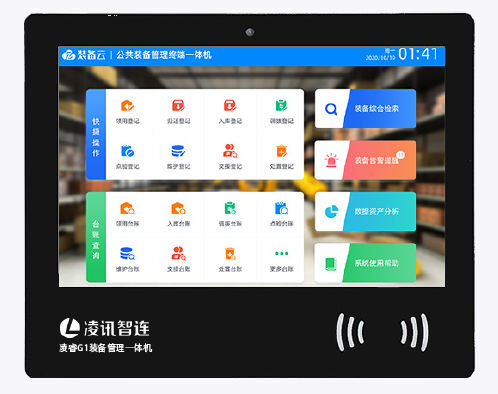 装备云 | 公共装备管理终端一体机
周一
2020/10/19
01:41
快捷操作
领用登记
归还登记
入库登记
调拨登记
装备综合检索
点验登记
维护登记
交接登记
处置登记
装备告警提醒
台账查询
领用台账
入库台账
点验台账
数据资产分析
维护台账
交接台账
处置台账
更多台账
系统使用帮助
凌讯智连
凌睿G1装备管理一体机